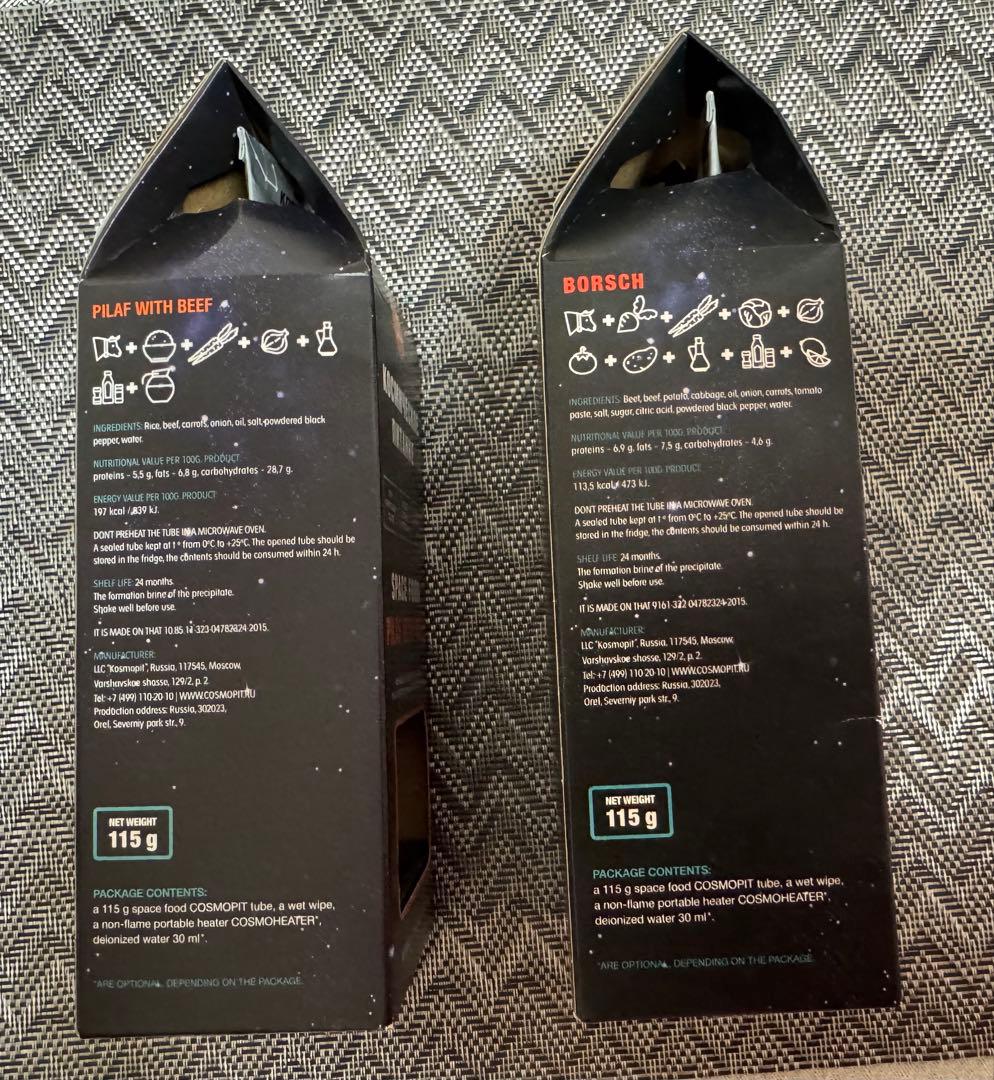 PILAF WITH BEEF
INGREDIENTS: Rice, beef, carrots, onion, oil, salt, powdered black
pepper, water.
NUTRITIONAL VALUE PER 100G. PRODUCT:
proteins - 5,5 g, fats - 6,8 g, carbohydrates - 28,7 g.
ENERGY VALUE PER 100G. PRODUCT:
197 kcal / 839 kJ.
DONT PREHEAT THE TUBE IN A MICROWAVE OVEN.
A sealed tube kept at t° from 0°C to +25°C. The opened tube should be
stored in the fridge, the contents should be consumed within 24 h.
SHELF LIFE: 24 months.
The formation brine of the precipitate.
Shake well before use.
IT IS MADE ON THAT 10.85.11-323-04782324-2015.
MANUFACTURER:
LLC "Kosmopit", Russia, 117545, Moscow,
Varshavskoe shosse, 129/2, p. 2.
Tel: +7 (499) 110-20-10 | WWW.COSMOPIT.RU
Prodbction address: Russia, 302023,
Orel, Severniy park str., 9.
NET WEIGHT
115 g
PACKAGE CONTENTS:
a 115 g space food COSMOPIT tube, a wet wipe,
a non-flame portable heater COSMOHEATER*,
deionized water 30 ml*.
*ARE OPTIONAL, DEPENDING ON THE PACKAGE.
BORSCH
INGREDIENTS: Beet, beef, potato, cabbage, oil, onion, carrots, tomato
paste, salt, sugar, citric acid, powdered black pepper, water.
NUTRITIONAL VALUE PER 100G. PRODUCT:
proteins - 6,9 g, fats - 7,5 g, carbohydrates - 4,6 g.
ENERGY VALUE PER 100G. PRODUCT:
113,5 kcal / 473 kJ.
DONT PREHEAT THE TUBE IN A MICROWAVE OVEN.
A sealed tube kept at t° from 0°C to +25°C. The opened tube should be
stored in the fridge, the contents should be consumed within 24 h.
SHELF LIFE: 24 months.
The formation brine of the precipitate.
Shake well before use.
IT IS MADE ON THAT 9161-322 04782324-2015.
MANUFACTURER:
LLC "Kosmopit", Russia, 117545, Moscow,
Varshavskoe shosse, 129/2, p. 2.
Tel: +7 (499) 110 20 10 | WWW.COSMOPIT.RU
Prodbction address: Russia, 302023,
Orel, Severniy park str., 9.
NET WEIGHT
115 g
PACKAGE CONTENTS:
a 115 g space food COSMOPIT tube, a wet wipe,
a non-flame portable heater COSMOHEATER*,
deionized water 30 ml*.
*ARE OPTIONAL, DEPENDING ON THE PACKAGE.